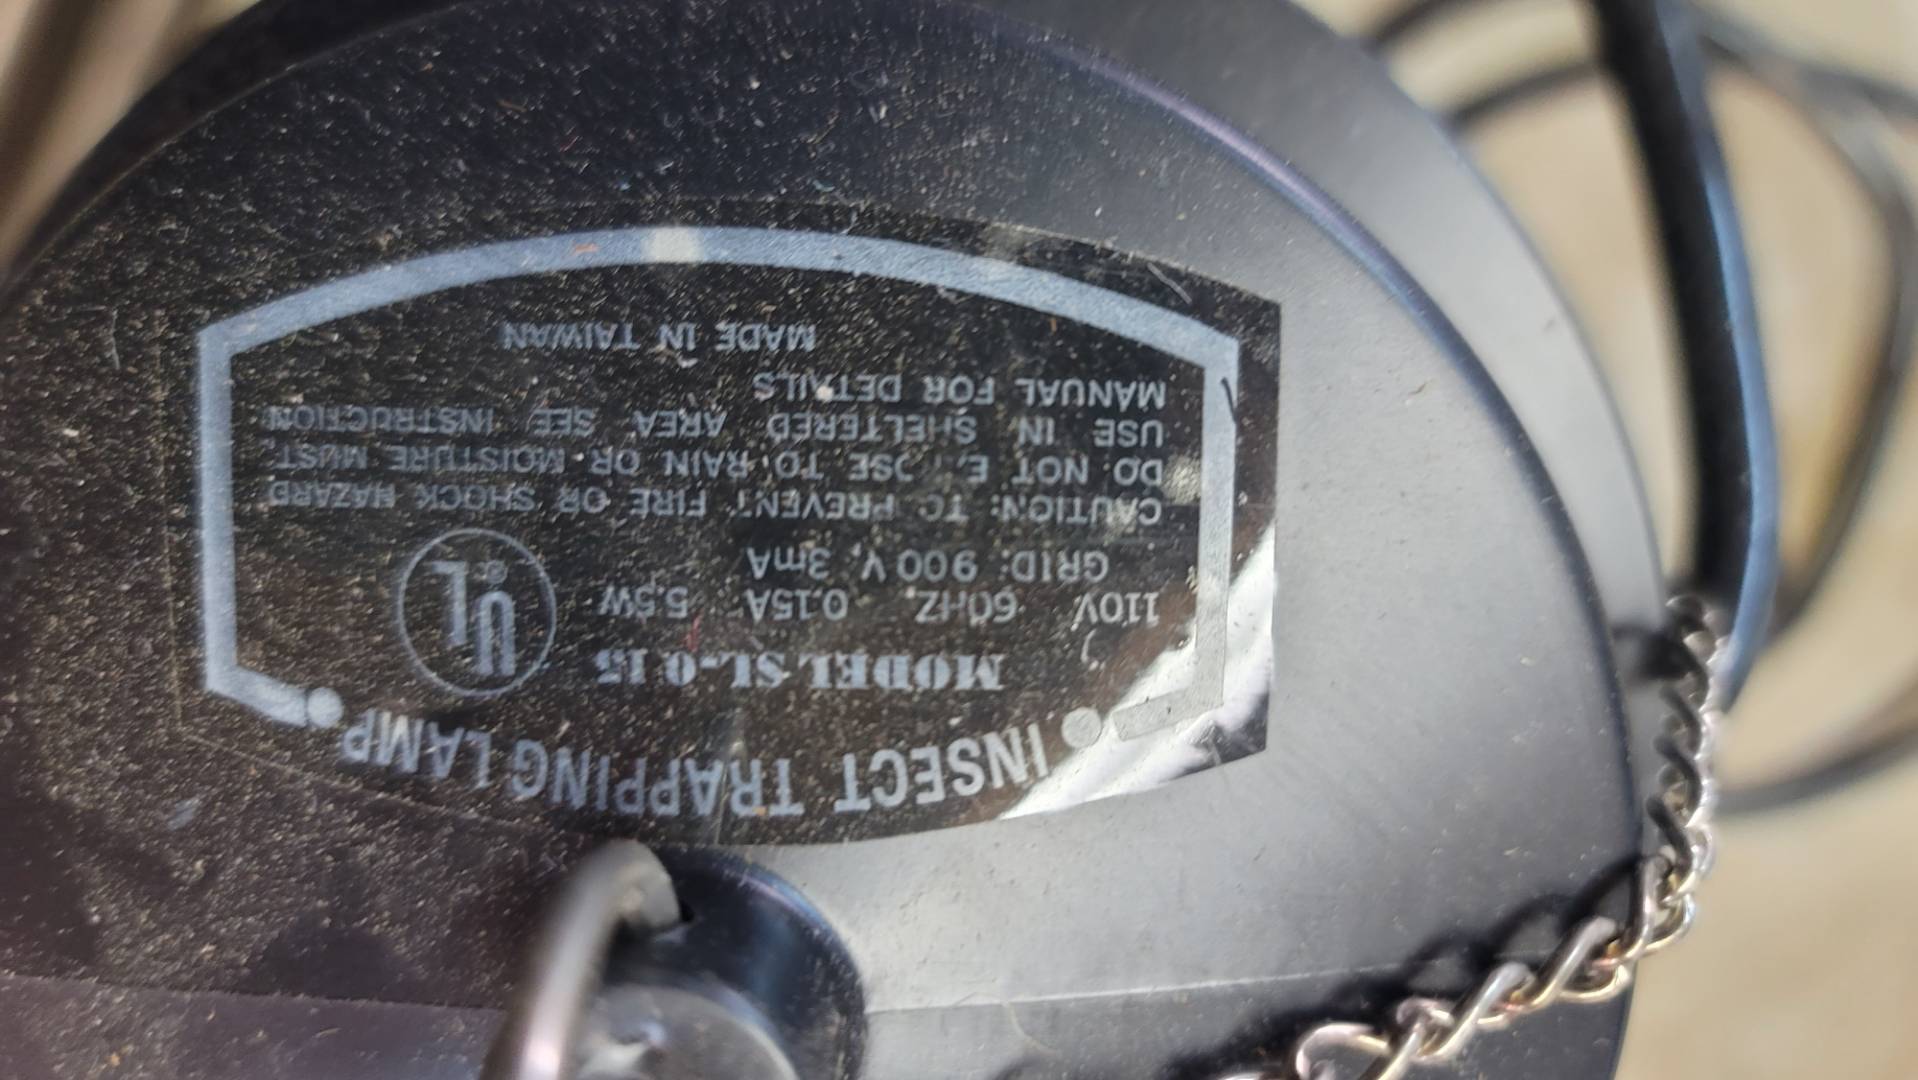 INSECT TRAPPING LAMP
MODEL SL-015
110V 60HZ, 0.15A 5.5W
UL
GRID: 900V, 3mA
CAUTION: TO PREVENT FIRE OR SHOCK HAZARD
DO NOT E. OSE TO RAIN OR MOISTURE MUST
USE IN SHELTERED AREA SEE INSTRUCTION
MANUAL FOR DETAILS
MADE IN TAIWAN